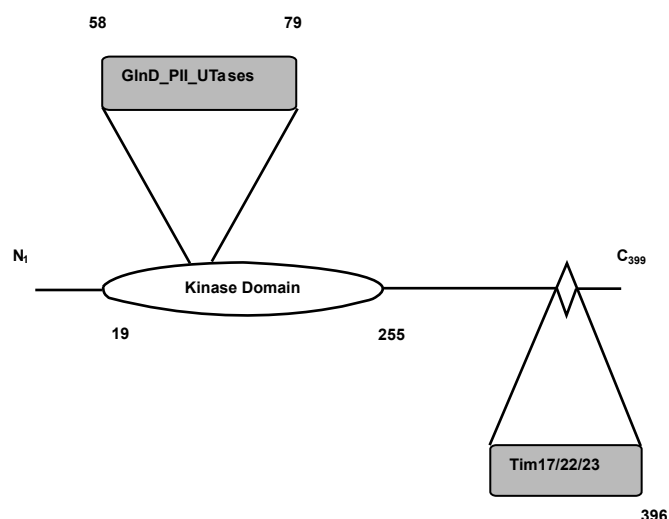 58 79
GlnD_PII_UTases
N1 C399
Kinase Domain
19 255
Tim17/22/23
396